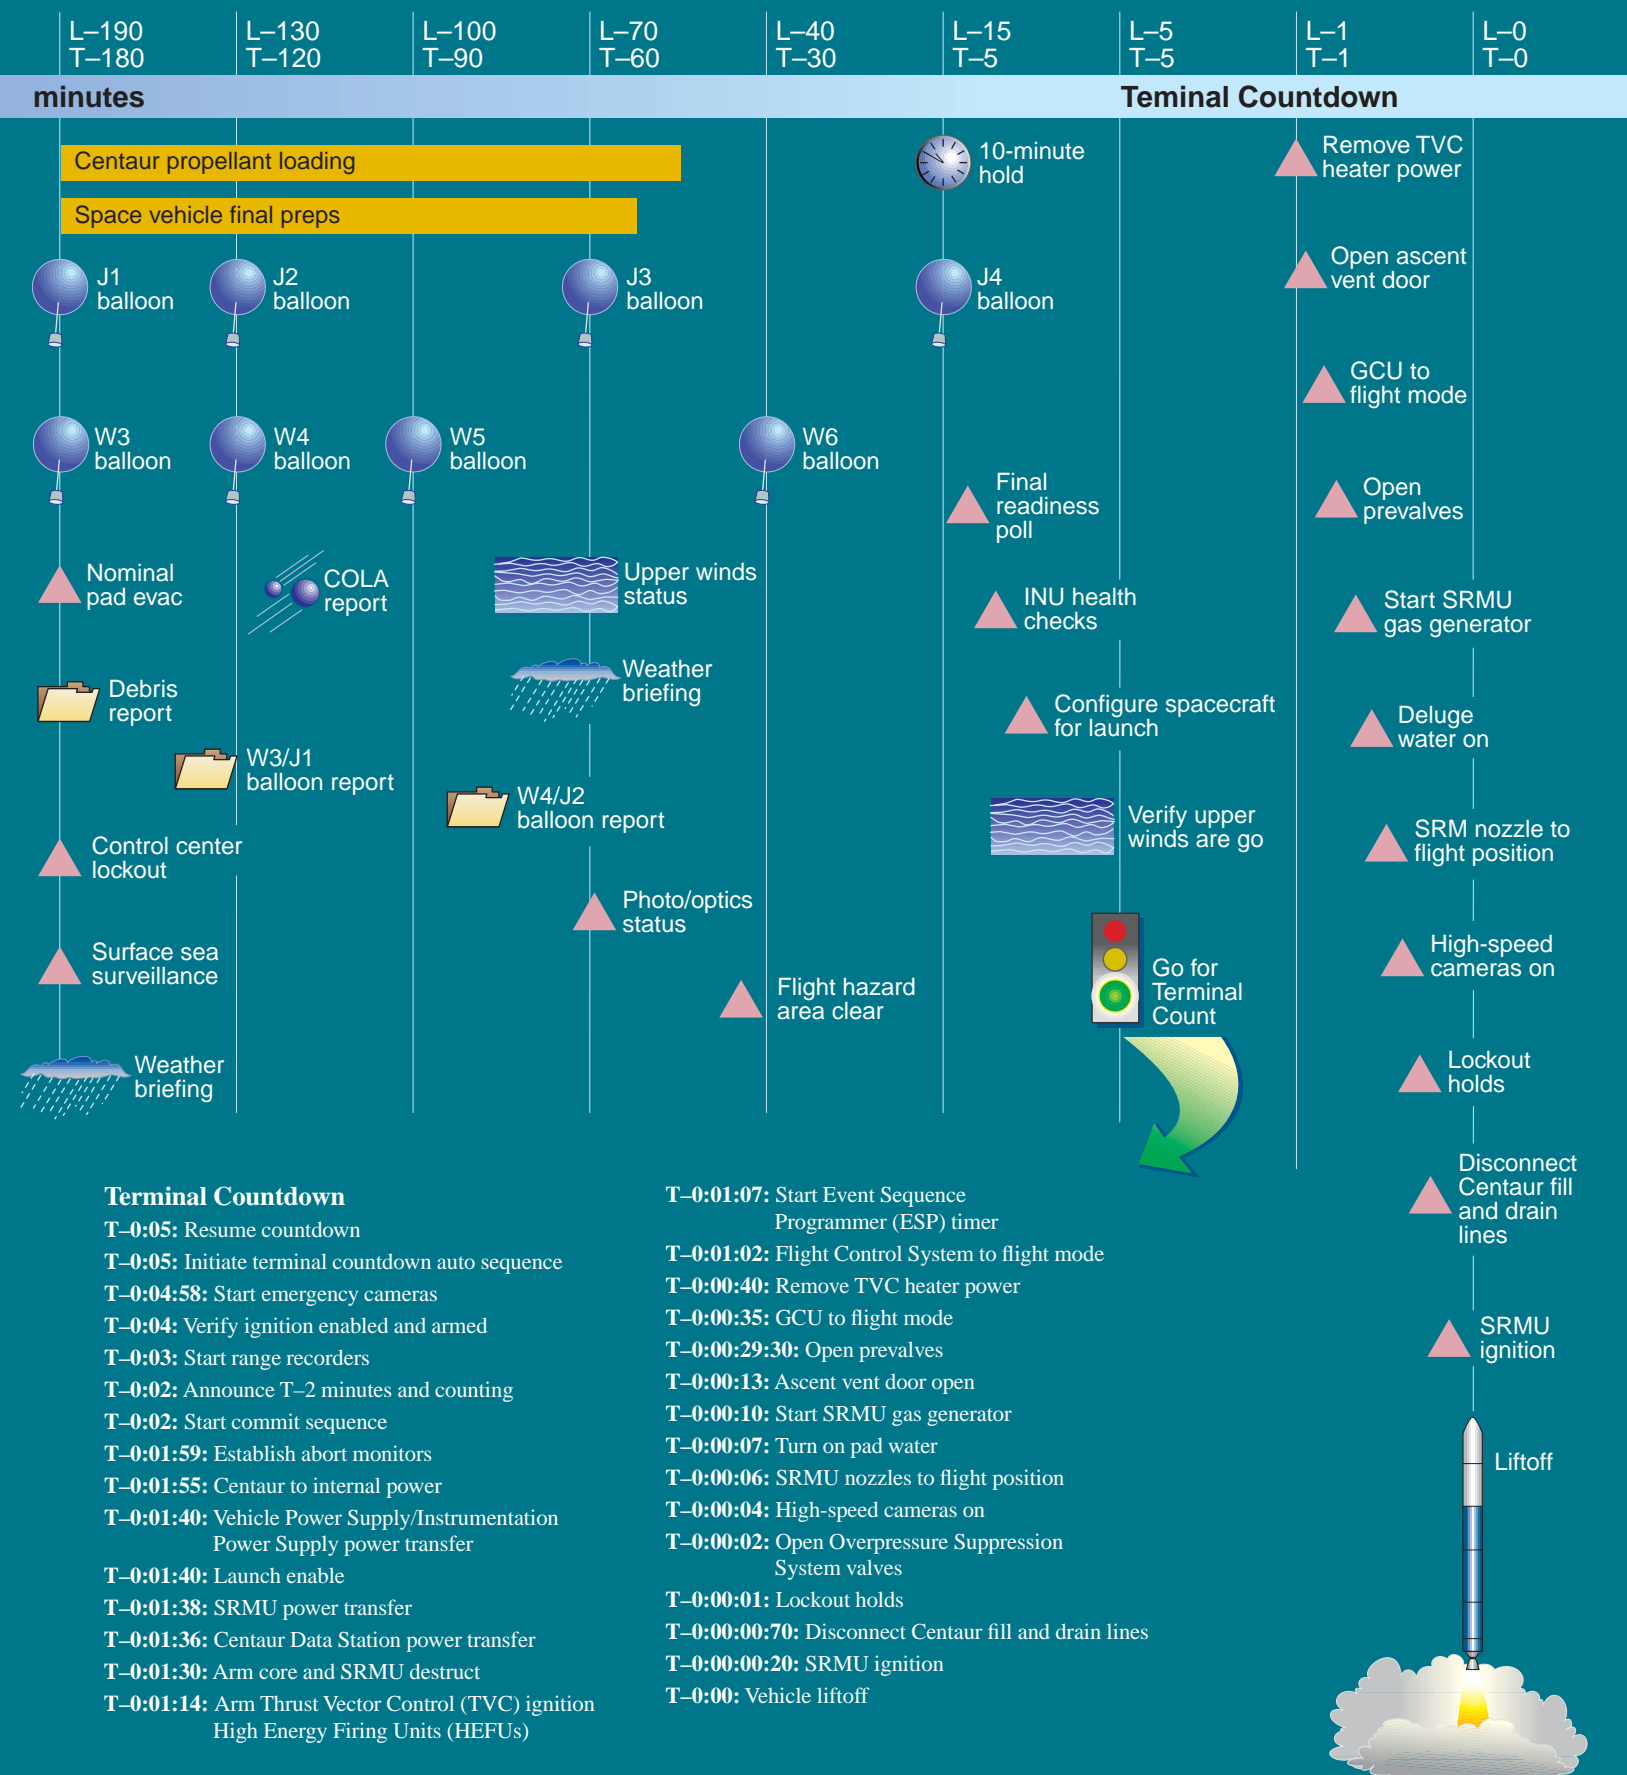 L–190
T–180
L–130
T–120
L–100
T–90
L–70
T–60
L–40
T–30
L–15
T–5
L–5
T–5
L–1
T–1
L–0
T–0
minutes
Teminal Countdown
Centaur propellant loading
Space vehicle final preps
10-minute
hold
Remove TVC
heater power
J1
balloon
J2
balloon
J3
balloon
J4
balloon
Open ascent
vent door
GCU to
flight mode
W3
balloon
W4
balloon
W5
balloon
W6
balloon
Final
readiness
poll
Open
prevalves
Nominal
pad evac
COLA
report
Upper winds
status
INU health
checks
Start SRMU
gas generator
Debris
report
Weather
briefing
Configure spacecraft
for launch
Deluge
water on
W3/J1
balloon report
W4/J2
balloon report
Verify upper
winds are go
SRM nozzle to
flight position
Control center
lockout
Photo/optics
status
High-speed
cameras on
Surface sea
surveillance
Flight hazard
area clear
Go for
Terminal
Count
Weather
briefing
Lockout
holds
Disconnect
Centaur fill
and drain
lines
SRMU
ignition
Liftoff
Terminal Countdown
T–0:05: Resume countdown
T–0:05: Initiate terminal countdown auto sequence
T–0:04:58: Start emergency cameras
T–0:04: Verify ignition enabled and armed
T–0:03: Start range recorders
T–0:02: Announce T–2 minutes and counting
T–0:02: Start commit sequence
T–0:01:59: Establish abort monitors
T–0:01:55: Centaur to internal power
T–0:01:40: Vehicle Power Supply/Instrumentation
Power Supply power transfer
T–0:01:40: Launch enable
T–0:01:38: SRMU power transfer
T–0:01:36: Centaur Data Station power transfer
T–0:01:30: Arm core and SRMU destruct
T–0:01:14: Arm Thrust Vector Control (TVC) ignition
High Energy Firing Units (HEFUs)
T–0:01:07: Start Event Sequence
Programmer (ESP) timer
T–0:01:02: Flight Control System to flight mode
T–0:00:40: Remove TVC heater power
T–0:00:35: GCU to flight mode
T–0:00:29:30: Open prevalves
T–0:00:13: Ascent vent door open
T–0:00:10: Start SRMU gas generator
T–0:00:07: Turn on pad water
T–0:00:06: SRMU nozzles to flight position
T–0:00:04: High-speed cameras on
T–0:00:02: Open Overpressure Suppression
System valves
T–0:00:01: Lockout holds
T–0:00:00:70: Disconnect Centaur fill and drain lines
T–0:00:00:20: SRMU ignition
T–0:00: Vehicle liftoff